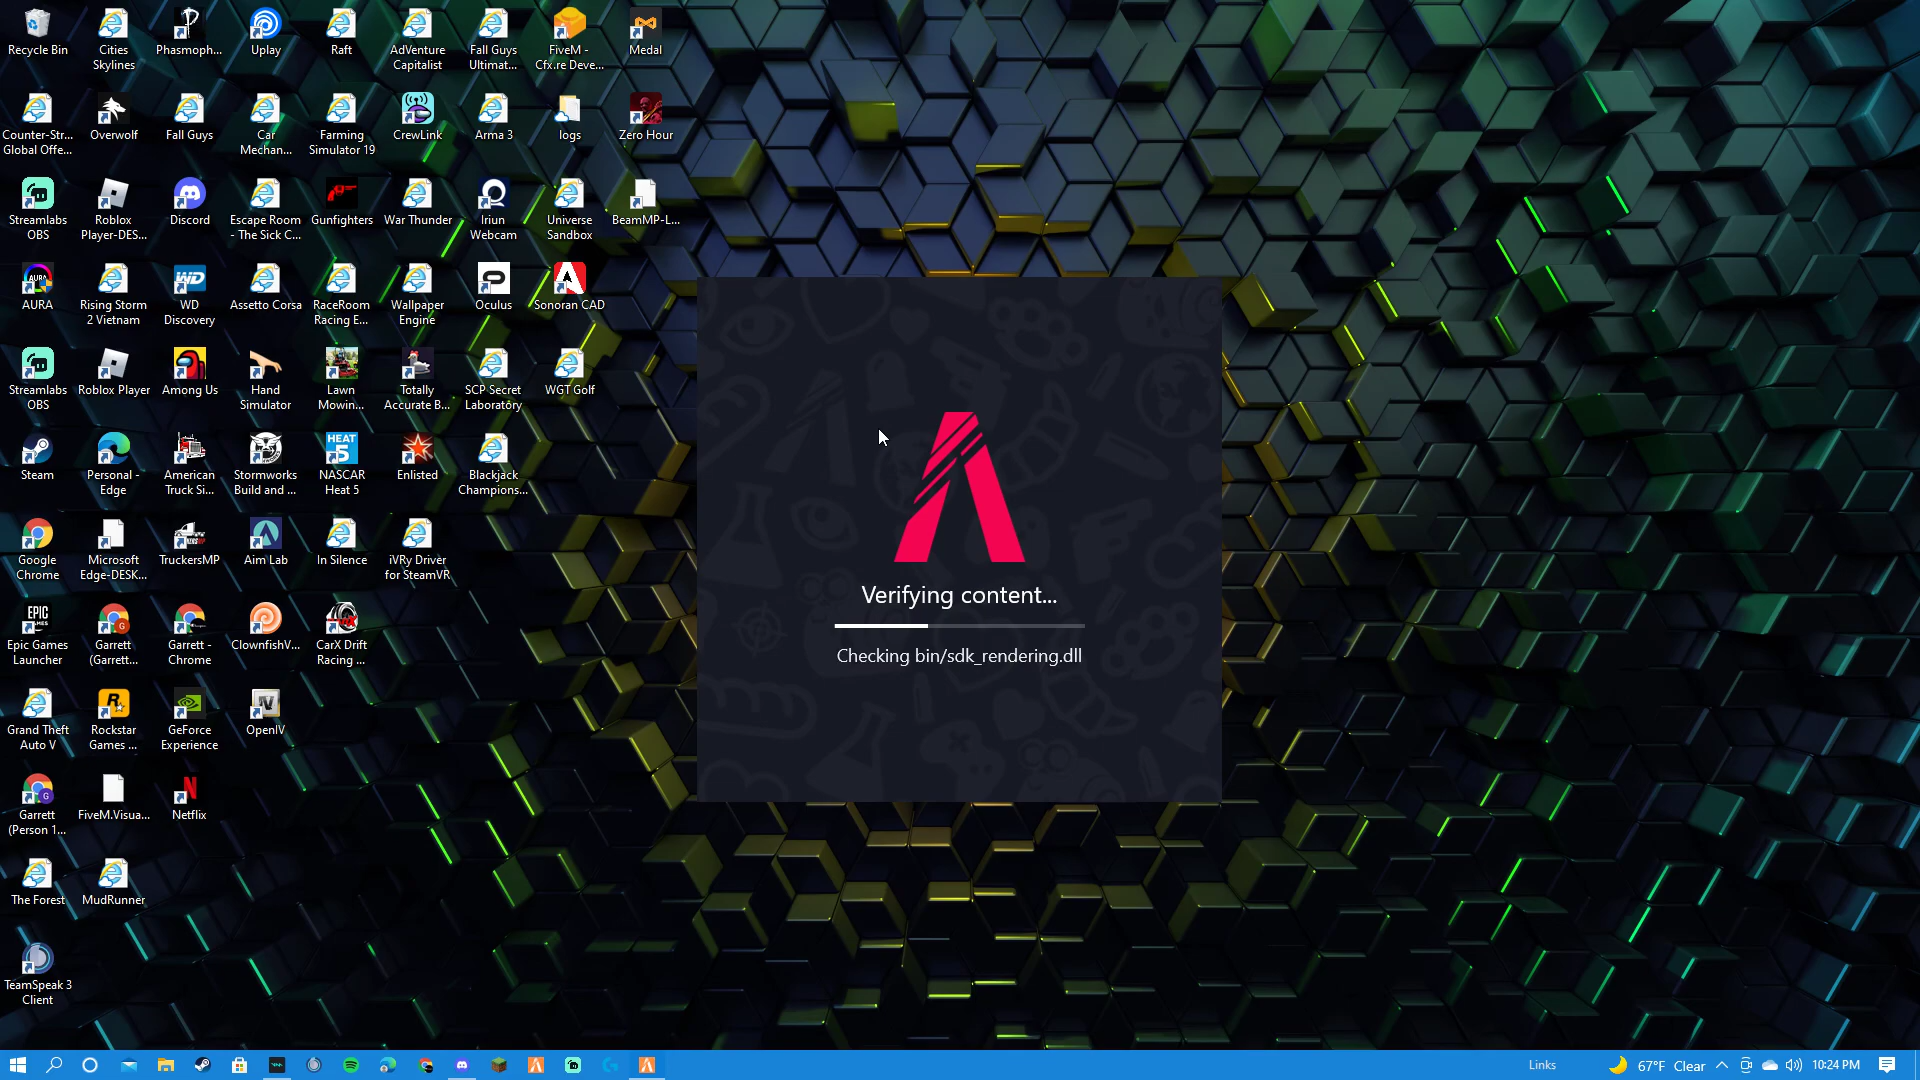 Recycle Bin
Cities
Skylines
Phasmoph...
Uplay
Raft
AdVenture
Capitalist
Fall Guys
Ultimat...
FiveM -
Cfx.re Deve...
Medal
Counter-Str...
Global Offe...
Overwolf
Fall Guys
Car
Mechan...
Farming
Simulator 19
CrewLink
Arma 3
logs
Zero Hour
Streamlabs
OBS
Roblox
Player-DES...
Discord
Escape Room
- The Sick C...
Gunfighters
War Thunder
Iriun
Webcam
Universe
Sandbox
BeamMP-L...
AURA
AURA
Rising Storm
2 Vietnam
WD
WD
Discovery
Assetto Corsa
RaceRoom
Racing E...
Wallpaper
Engine
Oculus
Sonoran CAD
Streamlabs
OBS
Roblox Player
Among Us
Hand
Simulator
Lawn
Mowin...
Totally
Accurate B...
SCP Secret
Laboratory
WGT Golf
Steam
Personal -
Edge
American
Truck Si...
Stormworks
Build and ...
HEAT
5
NASCAR
Heat 5
Enlisted
Blackjack
Champions...
Google
Chrome
Microsoft
Edge-DESK...
TruckersMP
Aim Lab
In Silence
iVRy Driver
for SteamVR
EPIC
GAMES
Epic Games
Launcher
Garrett
(Garrett...
Garrett -
Chrome
ClownfishV...
CarX Drift
Racing ...
Grand Theft
Auto V
Rockstar
Games ...
GeForce
Experience
IV
OpenIV
Garrett
(Person 1...
FiveM.Visua...
Netflix
The Forest
MudRunner
TeamSpeak 3
Client
Verifying content...
Checking bin/sdk_rendering.dll
Links
67°F Clear
10:24 PM